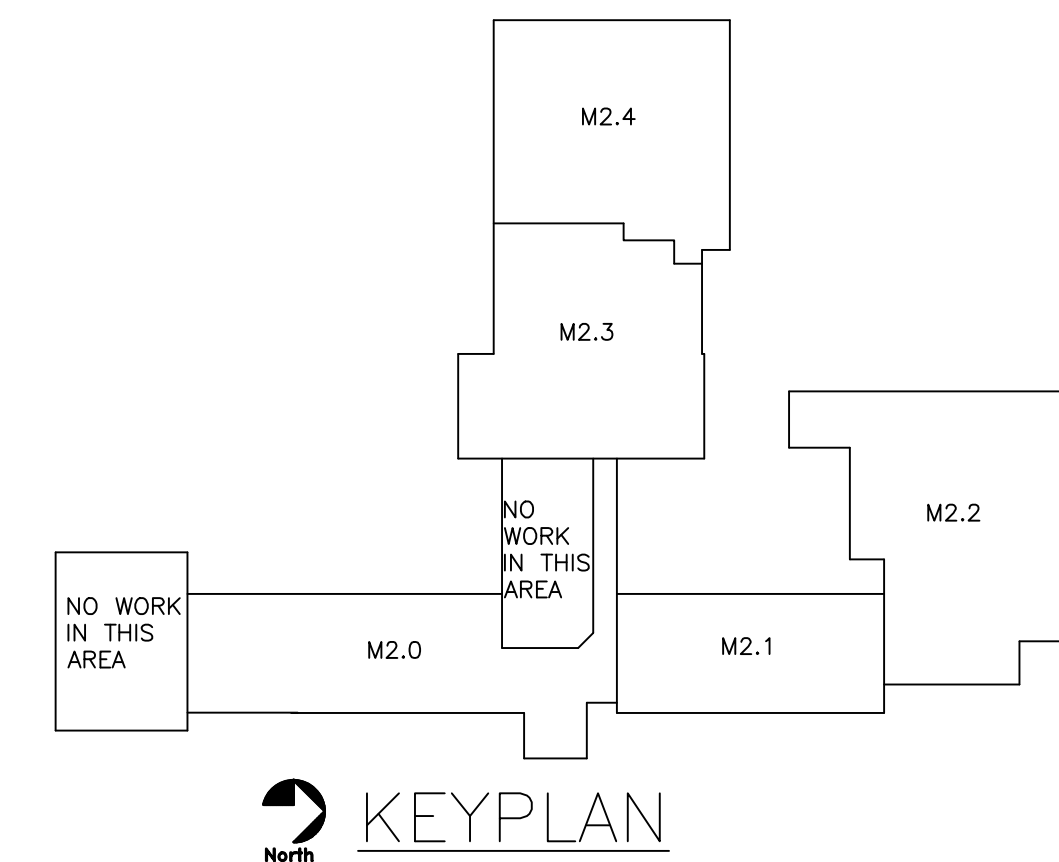 M2.4
M2.3
NO
WORK
IN THIS
AREA
M2.2
NO WORK
IN THIS
AREA
M2.0
M2.1
KEYPLAN
North